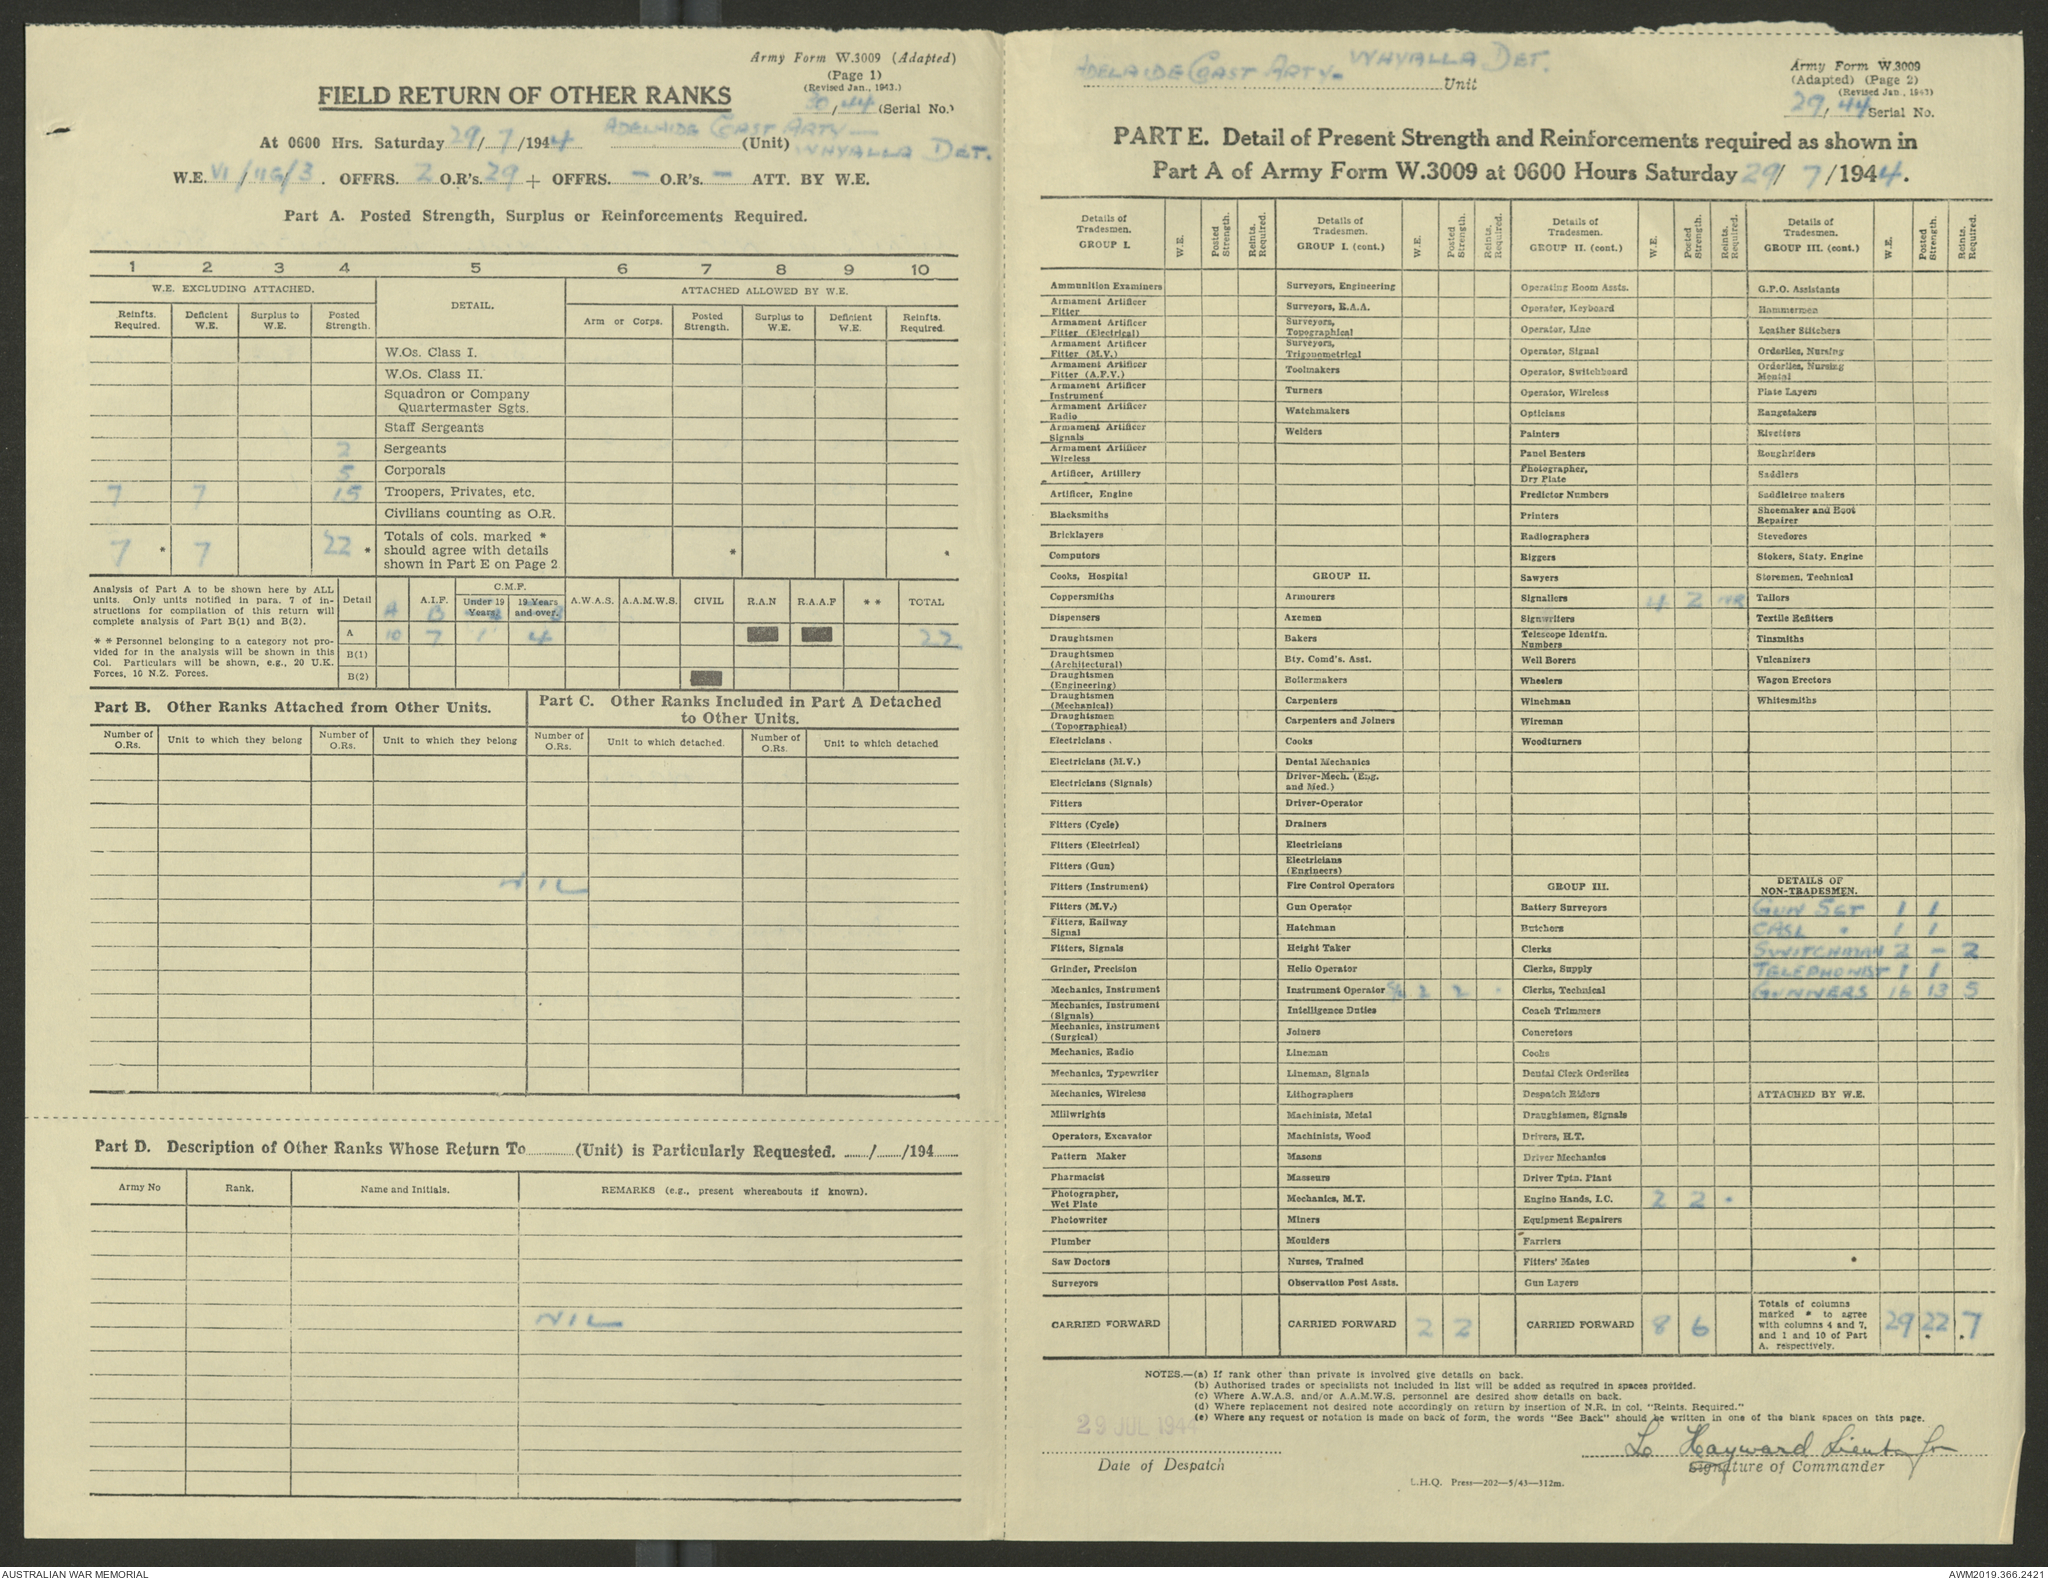 Army Form W.3009 (Adapted)
(Page 1)
(Revised Jan., 1943.)
30/44 (Serial No.)
FIELD RETURN OF OTHER RANKS
At 0600 Hrs. Saturday 29/7/1944 ADELAIDE COAST ARTY— (Unit) WHYALLA DET.
W.E. VI/11G/3. OFFRS. 2 O.R's. 29 + OFFRS. - O.R's. - ATT. BY W.E.
Part A. Posted Strength, Surplus or Reinforcements Required.
1 2 3 4 5 6 7 8 9 10
W.E. EXCLUDING ATTACHED. DETAIL. ATTACHED ALLOWED BY W.E.
Reinfts. Required. Deficient W.E. Surplus to W.E. Posted Strength. Arm or Corps. Posted Strength. Surplus to W.E. Deficient W.E. Reinfts. Required.
W.Os. Class I.
W.Os. Class II.
Squadron or Company
Quartermaster Sgts.
Staff Sergeants
2 Sergeants
5 Corporals
7 7 15 Troopers, Privates, etc.
Civilians counting as O.R.
7 * 7 22 * Totals of cols. marked * * *
should agree with details
shown in Part E on Page 2
Analysis of Part A to be shown here by ALL
units. Only units notified in para. 7 of in-
structions for compilation of this return will
complete analysis of Part B(1) and B(2).
* * Personnel belonging to a category not pro-
vided for in the analysis will be shown in this
Col. Particulars will be shown, e.g., 20 U.K.
Forces, 10 N.Z. Forces.
Detail A.I.F. C.M.F. Under 19 Years. 19 Years and over. A.W.A.S. A.A.M.W.S. CIVIL R.A.N R.A.A.F * * TOTAL
A B
A 10 7 1 4 22
B(1)
B(2)
Part B. Other Ranks Attached from Other Units.
Part C. Other Ranks Included in Part A Detached
to Other Units.
Number of O.Rs. Unit to which they belong Number of O.Rs. Unit to which they belong Number of O.Rs. Unit to which detached. Number of O.Rs. Unit to which detached
NIL
Part D. Description of Other Ranks Whose Return To (Unit) is Particularly Requested. / /194
Army No Rank. Name and Initials. REMARKS (e.g., present whereabouts if known).
NIL
ADELAIDE COAST ARTY- WHYALLA DET. Unit
Army Form W.3009
(Adapted) (Page 2)
(Revised Jan., 1943)
29/44 Serial No.
PART E. Detail of Present Strength and Reinforcements required as shown in
Part A of Army Form W.3009 at 0600 Hours Saturday 29/7/1944.
Details of Tradesmen. GROUP I. W.E. Posted Strength. Reints. Required.
Ammunition Examiners
Armament Artificer Fitter
Armament Artificer Fitter (Electrical)
Armament Artificer Fitter (M.V.)
Armament Artificer Fitter (A.F.V.)
Armament Artificer Instrument
Armament Artificer Radio
Armament Artificer Signals
Armament Artificer Wireless
Artificer, Artillery
Artificer, Engine
Blacksmiths
Bricklayers
Computors
Cooks, Hospital
Coppersmiths
Dispensers
Draughtsmen
Draughtsmen (Architectural)
Draughtsmen (Engineering)
Draughtsmen (Mechanical)
Draughtsmen (Topographical)
Electricians
Electricians (M.V.)
Electricians (Signals)
Fitters
Fitters (Cycle)
Fitters (Electrical)
Fitters (Gun)
Fitters (Instrument)
Fitters (M.V.)
Fitters, Railway Signal
Fitters, Signals
Grinder, Precision
Mechanics, Instrument
Mechanics, Instrument (Signals)
Mechanics, Instrument (Surgical)
Mechanics, Radio
Mechanics, Typewriter
Mechanics, Wireless
Millwrights
Operators, Excavator
Pattern Maker
Pharmacist
Photographer, Wet Plate
Photowriter
Plumber
Saw Doctors
Surveyors
CARRIED FORWARD
Details of Tradesmen. GROUP I. (cont.) W.E. Posted Strength. Reints. Required.
Surveyors, Engineering
Surveyors, R.A.A.
Surveyors, Topographical
Surveyors, Trigonometrical
Toolmakers
Turners
Watchmakers
Welders
GROUP II.
Armourers
Axemen
Bakers
Bty. Comd's. Asst.
Boilermakers
Carpenters
Carpenters and Joiners
Cooks
Dental Mechanics
Driver-Mech. (Eng. and Med.)
Driver-Operator
Drainers
Electricians
Electricians (Engineers)
Fire Control Operators
Gun Operator
Hatchman
Height Taker
Helio Operator
Instrument Operator 2 2
Intelligence Duties
Joiners
Lineman
Lineman, Signals
Lithographers
Machinists, Metal
Machinists, Wood
Masons
Masseurs
Mechanics, M.T.
Miners
Moulders
Nurses, Trained
Observation Post Assts.
CARRIED FORWARD 2 2
Details of Tradesmen. GROUP II. (cont.) W.E. Posted Strength. Reints. Required.
Operating Room Assts.
Operator, Keyboard
Operator, Line
Operator, Signal
Operator, Switchboard
Operator, Wireless
Opticians
Painters
Panel Beaters
Photographer, Dry Plate
Predictor Numbers
Printers
Radiographers
Riggers
Sawyers
Signallers 4 2 NR
Signwriters
Telescope Identfn. Numbers
Well Borers
Wheelers
Winchman
Wireman
Woodturners
GROUP III.
Battery Surveyors
Butchers
Clerks
Clerks, Supply
Clerks, Technical
Coach Trimmers
Concretors
Cooks
Dental Clerk Orderlies
Despatch Riders
Draughtsmen, Signals
Drivers, H.T.
Driver Mechanics
Driver Tptn. Plant
Engine Hands, I.C. 2 2
Equipment Repairers
Farriers
Fitters' Mates
Gun Layers
CARRIED FORWARD 8 6
Details of Tradesmen. GROUP III. (cont.) W.E. Posted Strength. Reints. Required.
G.P.O. Assistants
Hammermen
Leather Stitchers
Orderlies, Nursing
Orderlies, Nursing Mental
Plate Layers
Rangetakers
Rivetters
Roughriders
Saddlers
Saddletree makers
Shoemaker and Boot Repairer
Stevedores
Stokers, Staty. Engine
Storemen, Technical
Tailors
Textile Refitters
Tinsmiths
Vulcanizers
Wagon Erectors
Whitesmiths
DETAILS OF NON-TRADESMEN.
GUN SGT 1 1
CASL " 1 1
SWITCHMAN 2 - 2
TELEPHONIST 1 1
GUNNERS 16 13 5
ATTACHED BY W.E.
Totals of columns marked * to agree with columns 4 and 7, and 1 and 10 of Part A. respectively. 29 22 7
NOTES.—(a) If rank other than private is involved give details on back.
(b) Authorised trades or specialists not included in list will be added as required in spaces provided.
(c) Where A.W.A.S. and/or A.A.M.W.S. personnel are desired show details on back.
(d) Where replacement not desired note accordingly on return by insertion of N.R. in col. "Reints. Required."
(e) Where any request or notation is made on back of form, the words "See Back" should be written in one of the blank spaces on this page.
29 JUL 1944
Date of Despatch
Hayward Lieut for
Signature of Commander
L.H.Q. Press—202—5/43—312m.
AUSTRALIAN WAR MEMORIAL
AWM2019.366.2421